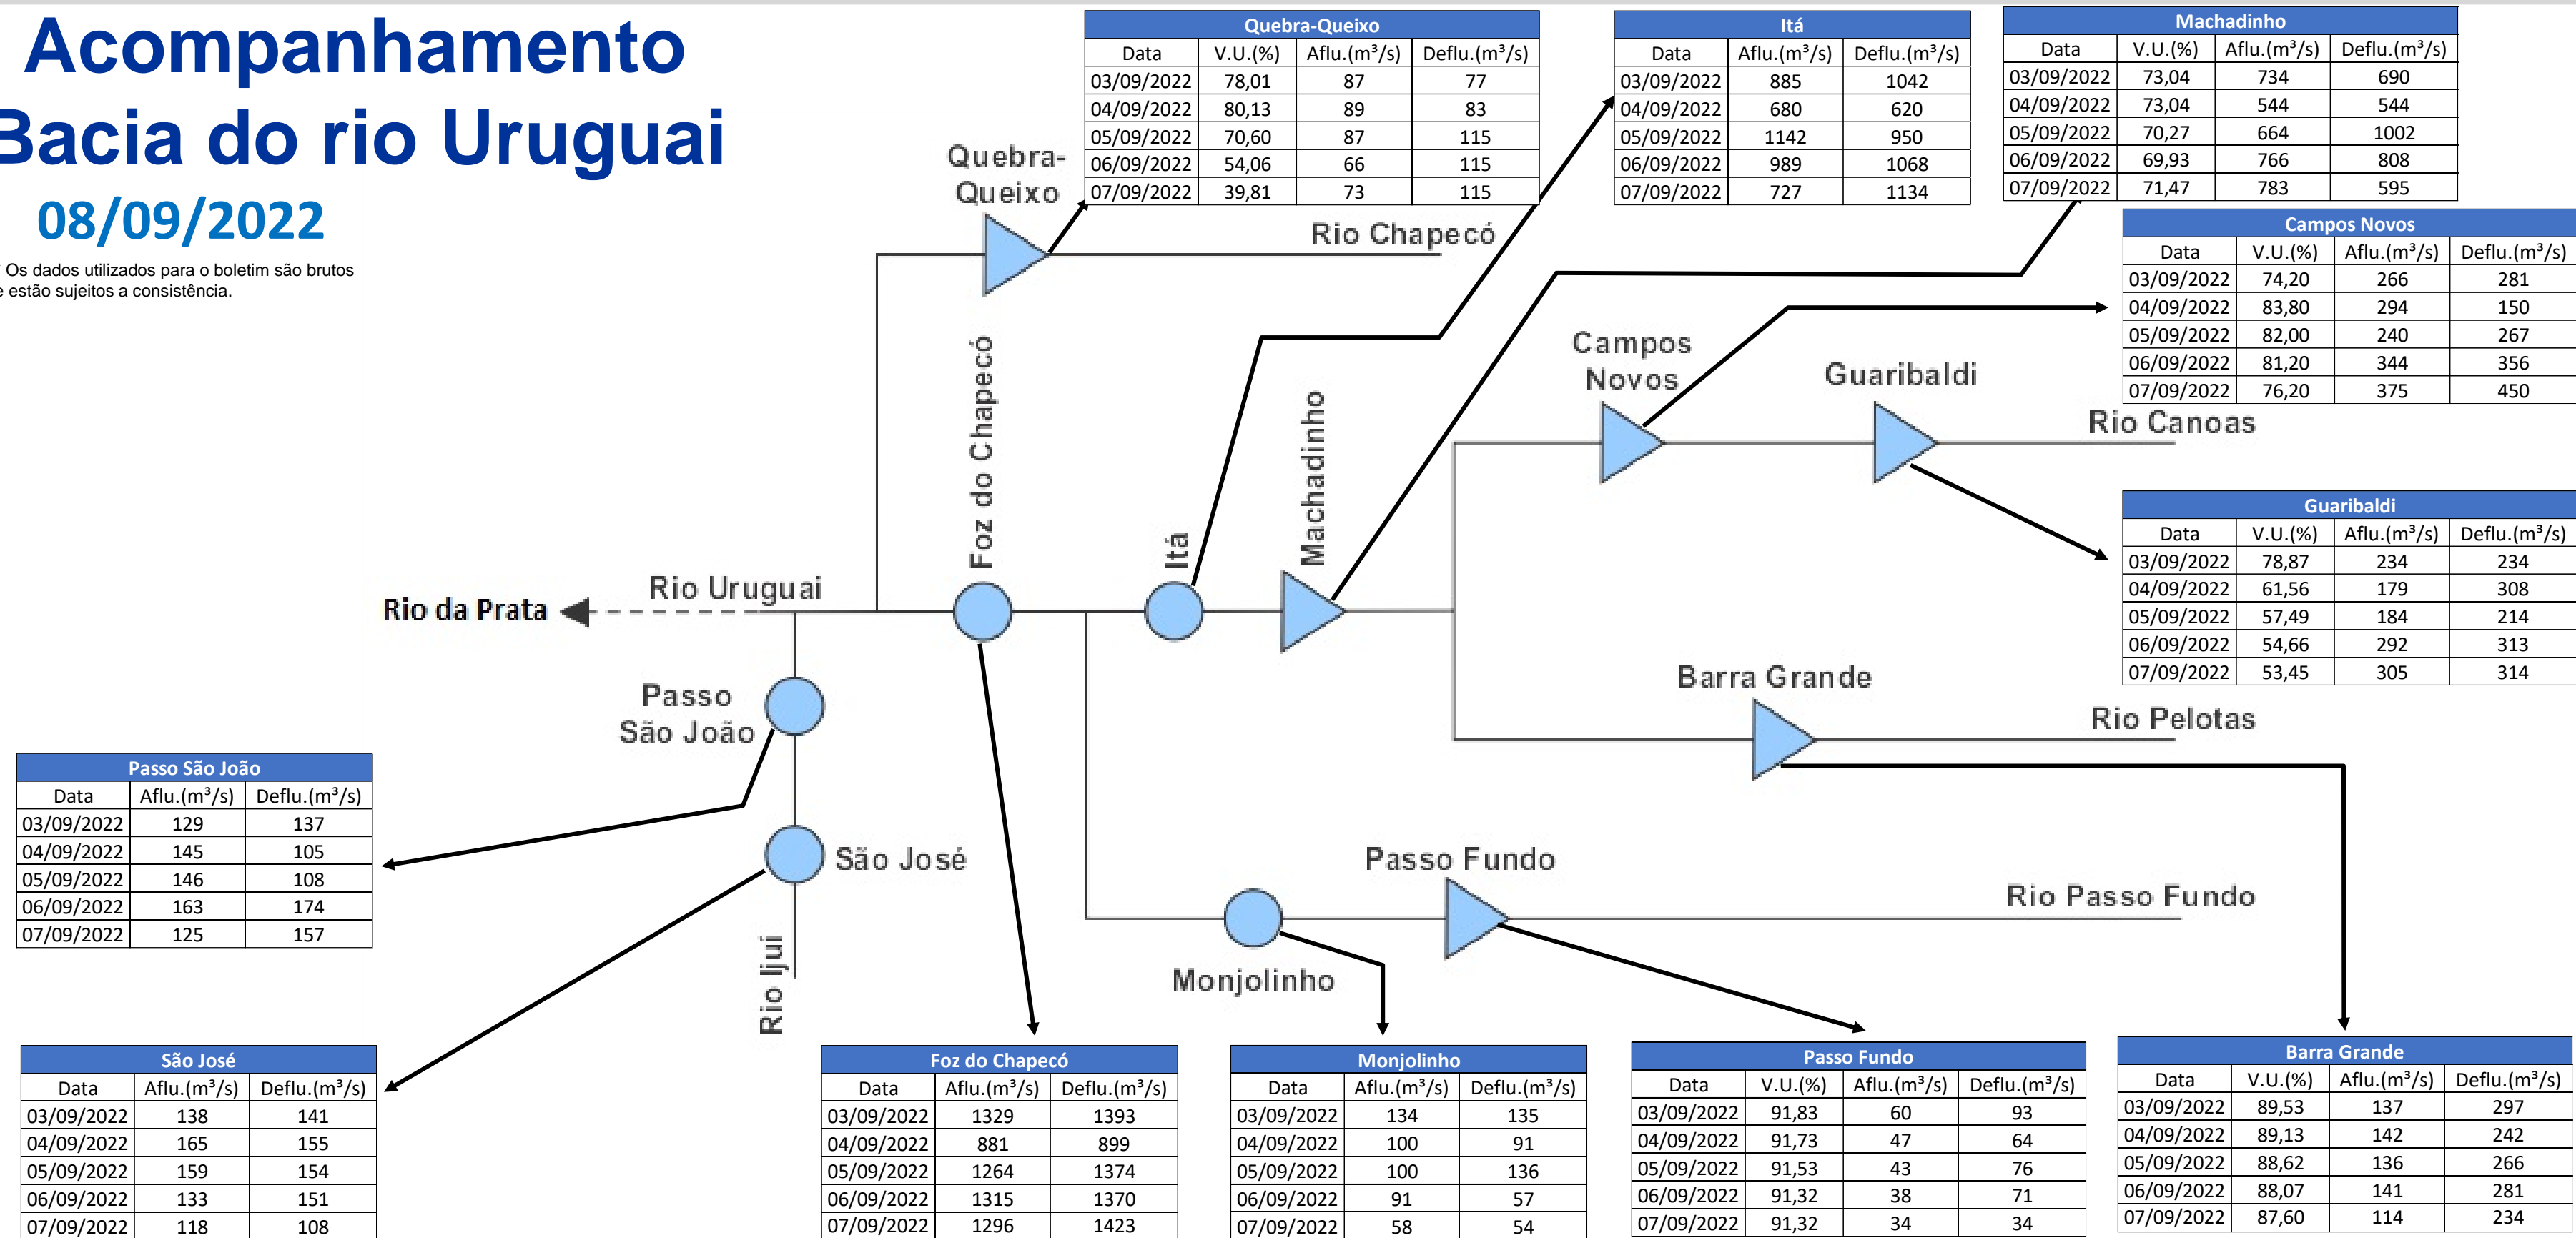 Acompanhamento
Bacia do rio Uruguai
08/09/2022
Os dados utilizados para o boletim são brutos
e estão sujeitos a consistência.
Quebra-Queixo
Data V.U.(%) Aflu.(m³/s) Deflu.(m³/s)
03/09/2022 78,01 87 77
04/09/2022 80,13 89 83
05/09/2022 70,60 87 115
06/09/2022 54,06 66 115
07/09/2022 39,81 73 115
Itá
Data Aflu.(m³/s) Deflu.(m³/s)
03/09/2022 885 1042
04/09/2022 680 620
05/09/2022 1142 950
06/09/2022 989 1068
07/09/2022 727 1134
Machadinho
Data V.U.(%) Aflu.(m³/s) Deflu.(m³/s)
03/09/2022 73,04 734 690
04/09/2022 73,04 544 544
05/09/2022 70,27 664 1002
06/09/2022 69,93 766 808
07/09/2022 71,47 783 595
Campos Novos
Data V.U.(%) Aflu.(m³/s) Deflu.(m³/s)
03/09/2022 74,20 266 281
04/09/2022 83,80 294 150
05/09/2022 82,00 240 267
06/09/2022 81,20 344 356
07/09/2022 76,20 375 450
Quebra-
Queixo
Rio Chapecó
Foz do Chapecó
Itá
Machadinho
Campos
Novos
Guaribaldi
Rio Canoas
Guaribaldi
Data V.U.(%) Aflu.(m³/s) Deflu.(m³/s)
03/09/2022 78,87 234 234
04/09/2022 61,56 179 308
05/09/2022 57,49 184 214
06/09/2022 54,66 292 313
07/09/2022 53,45 305 314
Rio da Prata
Rio Uruguai
Barra Grande
Rio Pelotas
Passo
São João
São José
Rio Ijuí
Passo Fundo
Rio Passo Fundo
Monjolinho
Passo São João
Data Aflu.(m³/s) Deflu.(m³/s)
03/09/2022 129 137
04/09/2022 145 105
05/09/2022 146 108
06/09/2022 163 174
07/09/2022 125 157
São José
Data Aflu.(m³/s) Deflu.(m³/s)
03/09/2022 138 141
04/09/2022 165 155
05/09/2022 159 154
06/09/2022 133 151
07/09/2022 118 108
Foz do Chapecó
Data Aflu.(m³/s) Deflu.(m³/s)
03/09/2022 1329 1393
04/09/2022 881 899
05/09/2022 1264 1374
06/09/2022 1315 1370
07/09/2022 1296 1423
Monjolinho
Data Aflu.(m³/s) Deflu.(m³/s)
03/09/2022 134 135
04/09/2022 100 91
05/09/2022 100 136
06/09/2022 91 57
07/09/2022 58 54
Passo Fundo
Data V.U.(%) Aflu.(m³/s) Deflu.(m³/s)
03/09/2022 91,83 60 93
04/09/2022 91,73 47 64
05/09/2022 91,53 43 76
06/09/2022 91,32 38 71
07/09/2022 91,32 34 34
Barra Grande
Data V.U.(%) Aflu.(m³/s) Deflu.(m³/s)
03/09/2022 89,53 137 297
04/09/2022 89,13 142 242
05/09/2022 88,62 136 266
06/09/2022 88,07 141 281
07/09/2022 87,60 114 234